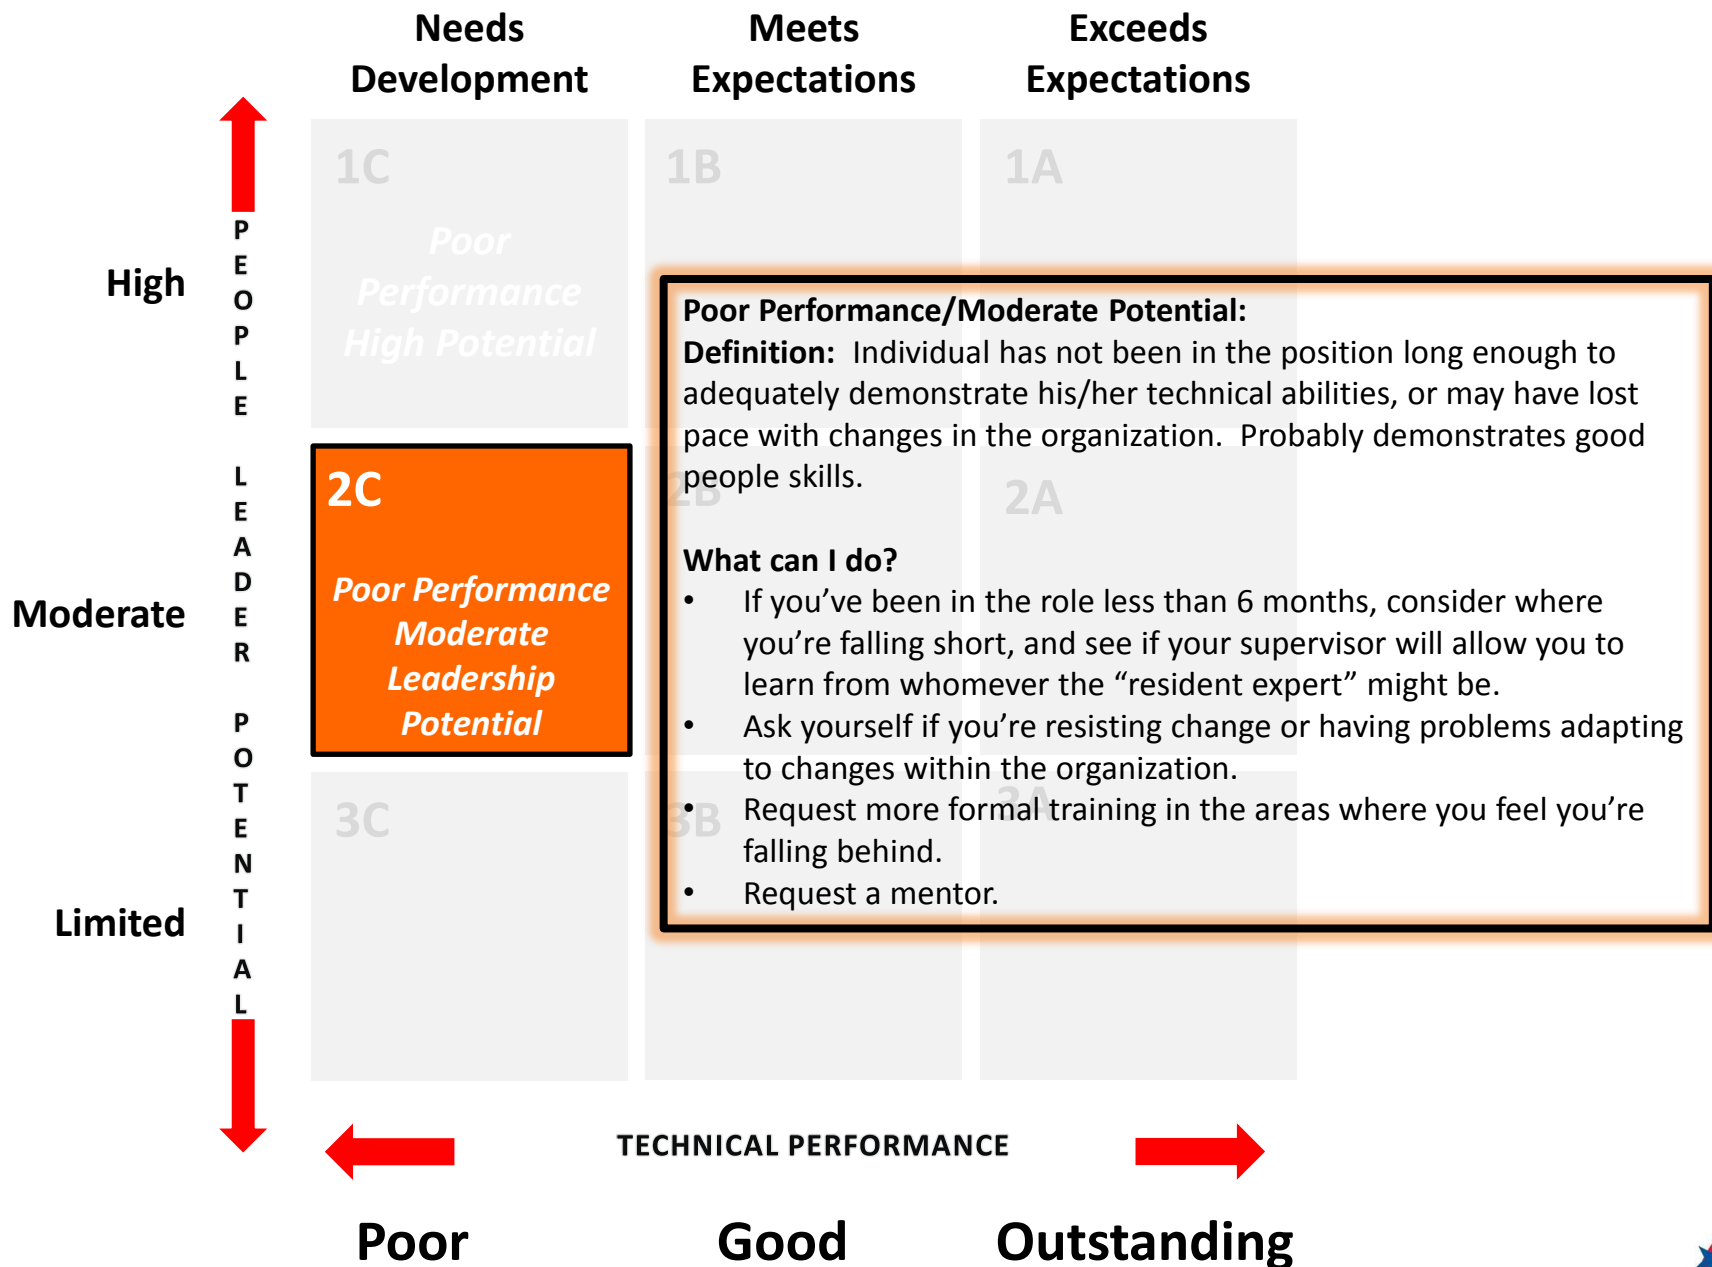 Needs
Development
Meets
Expectations
Exceeds
Expectations
High
Moderate
Limited
PEOPLE LEADER POTENTIAL
1C
Poor
Performance
High Potential
1B
1A
2C
Poor Performance
Moderate
Leadership
Potential
2B
2A
3C
3B
3A
Poor Performance/Moderate Potential:
Definition: Individual has not been in the position long enough to
adequately demonstrate his/her technical abilities, or may have lost
pace with changes in the organization. Probably demonstrates good
people skills.
What can I do?
• If you’ve been in the role less than 6 months, consider where
you’re falling short, and see if your supervisor will allow you to
learn from whomever the “resident expert” might be.
• Ask yourself if you’re resisting change or having problems adapting
to changes within the organization.
• Request more formal training in the areas where you feel you’re
falling behind.
• Request a mentor.
TECHNICAL PERFORMANCE
Poor
Good
Outstanding